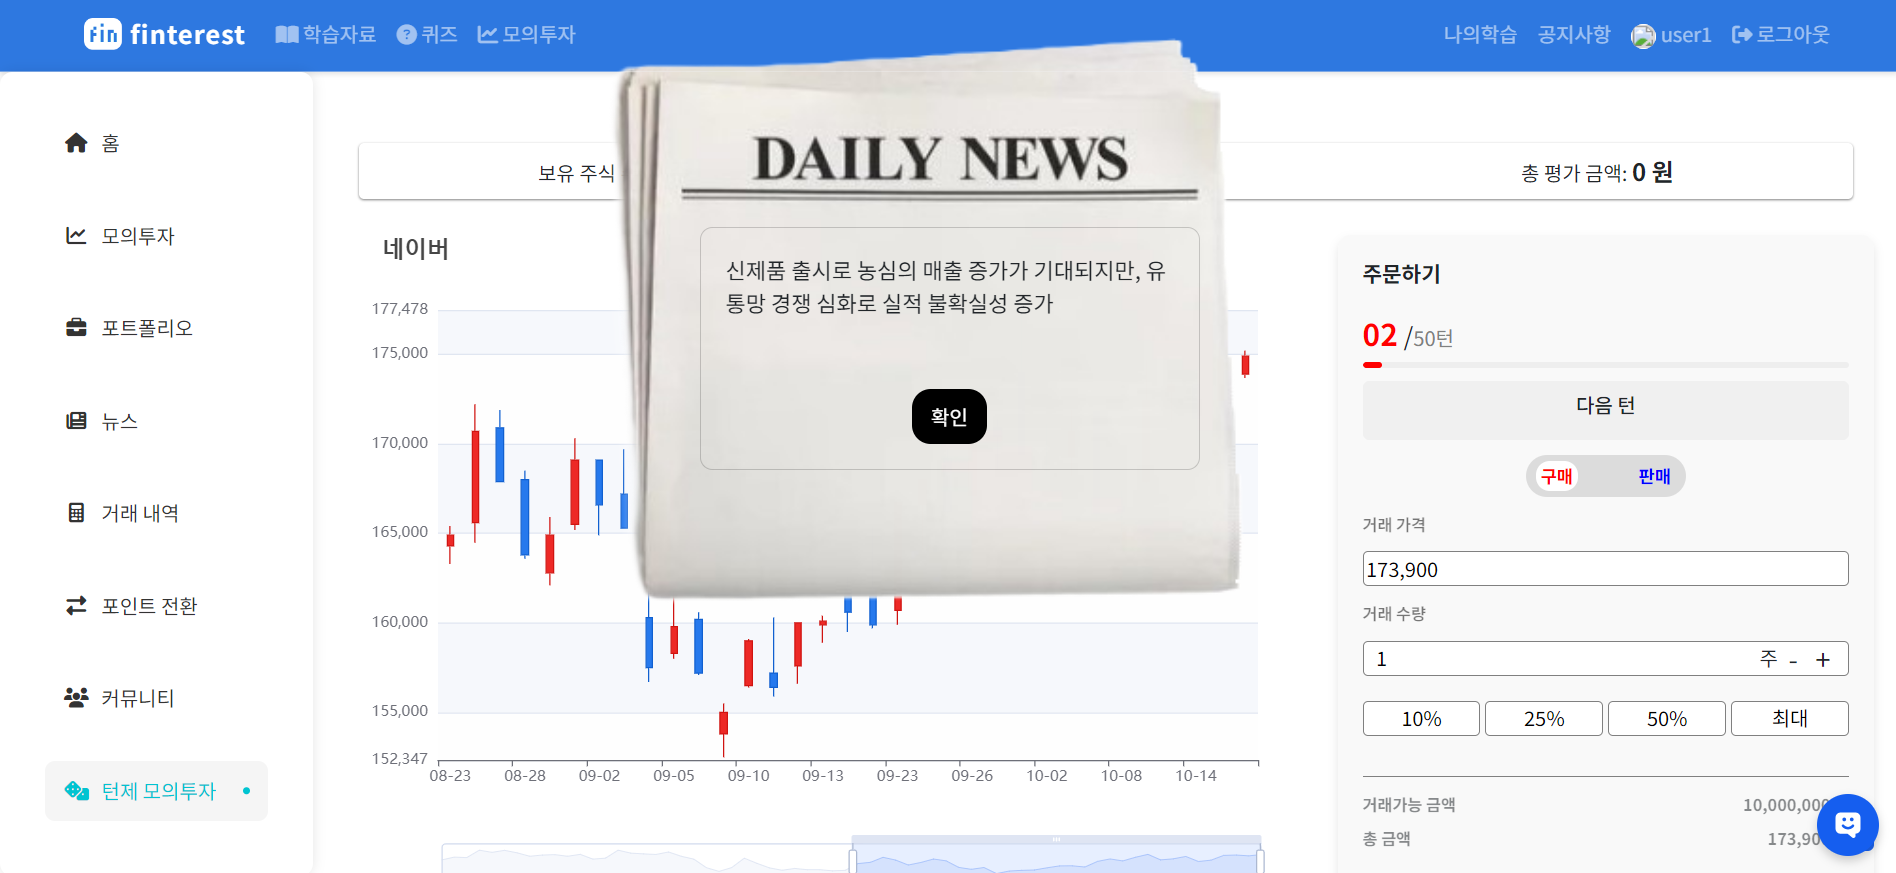 fin finterest 학습자료 퀴즈 모의투자 나의학습 공지사항 user1 로그아웃
홈
모의투자
포트폴리오
뉴스
거래 내역
포인트 전환
커뮤니티
턴제 모의투자
보유 주식
총 평가 금액: 0 원
DAILY NEWS
신제품 출시로 농심의 매출 증가가 기대되지만, 유
통망 경쟁 심화로 실적 불확실성 증가
확인
네이버
177,478
175,000
170,000
165,000
160,000
155,000
152,347
08-23 08-28 09-02 09-05 09-10 09-13 09-23 09-26 10-02 10-08 10-14
주문하기
02 /50턴
다음 턴
구매 판매
거래 가격
173,900
거래 수량
1 주 - +
10% 25% 50% 최대
거래가능 금액 10,000,000
총 금액 173,90